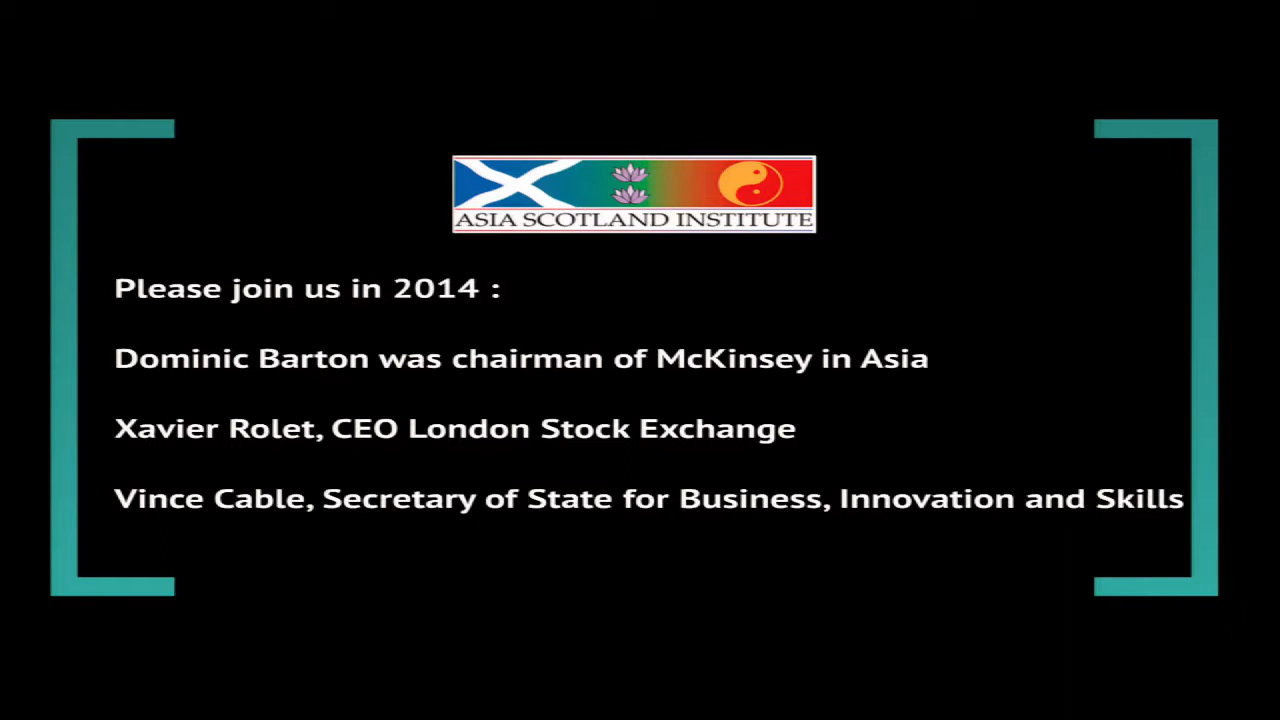 ASIA SCOTLAND INSTITUTE
Please join us in 2014 :
Dominic Barton was chairman of McKinsey in Asia
Xavier Rolet, CEO London Stock Exchange
Vince Cable, Secretary of State for Business, Innovation and Skills